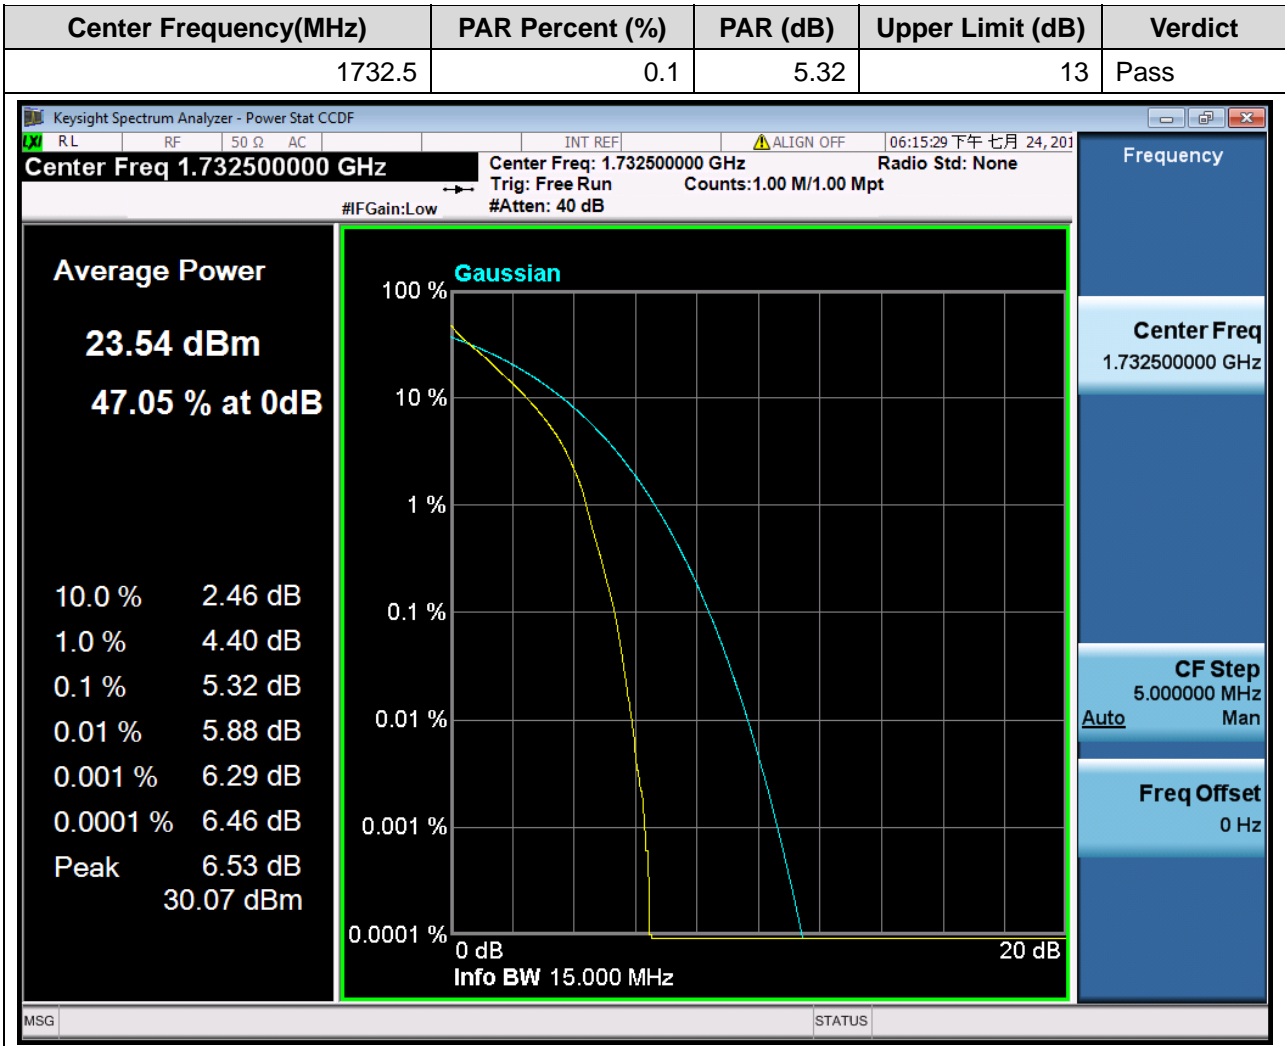 Center Frequency(MHz) PAR Percent (%) PAR (dB) Upper Limit (dB) Verdict
1732.5 0.1 5.32 13 Pass
Keysight Spectrum Analyzer - Power Stat CCDF
LXI RL RF 50 Ω AC INT REF ALIGN OFF 06:15:29 下午 七月 24, 201
Center Freq 1.732500000 GHz
Center Freq: 1.732500000 GHz Radio Std: None
Trig: Free Run Counts:1.00 M/1.00 Mpt
#IFGain:Low #Atten: 40 dB
Frequency
Average Power
23.54 dBm
47.05 % at 0dB
10.0 % 2.46 dB
1.0 % 4.40 dB
0.1 % 5.32 dB
0.01 % 5.88 dB
0.001 % 6.29 dB
0.0001 % 6.46 dB
Peak 6.53 dB
30.07 dBm
Gaussian
100 %
10 %
1 %
0.1 %
0.01 %
0.001 %
0.0001 %
0 dB 20 dB
Info BW 15.000 MHz
Center Freq
1.732500000 GHz
CF Step
5.000000 MHz
Auto Man
Freq Offset
0 Hz
MSG STATUS